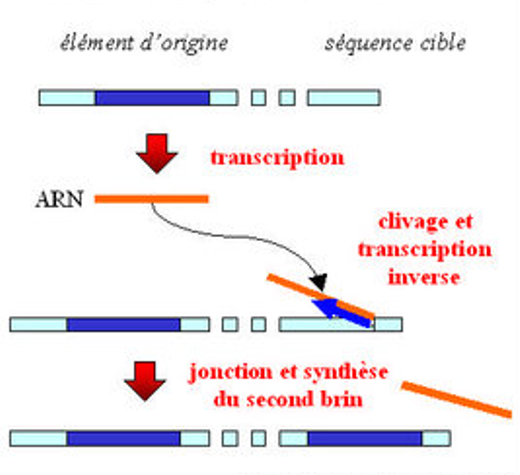 élément d'origine
séquence cible
transcription
ARN
clivage et
transcription
inverse
jonction et synthèse
du second brin